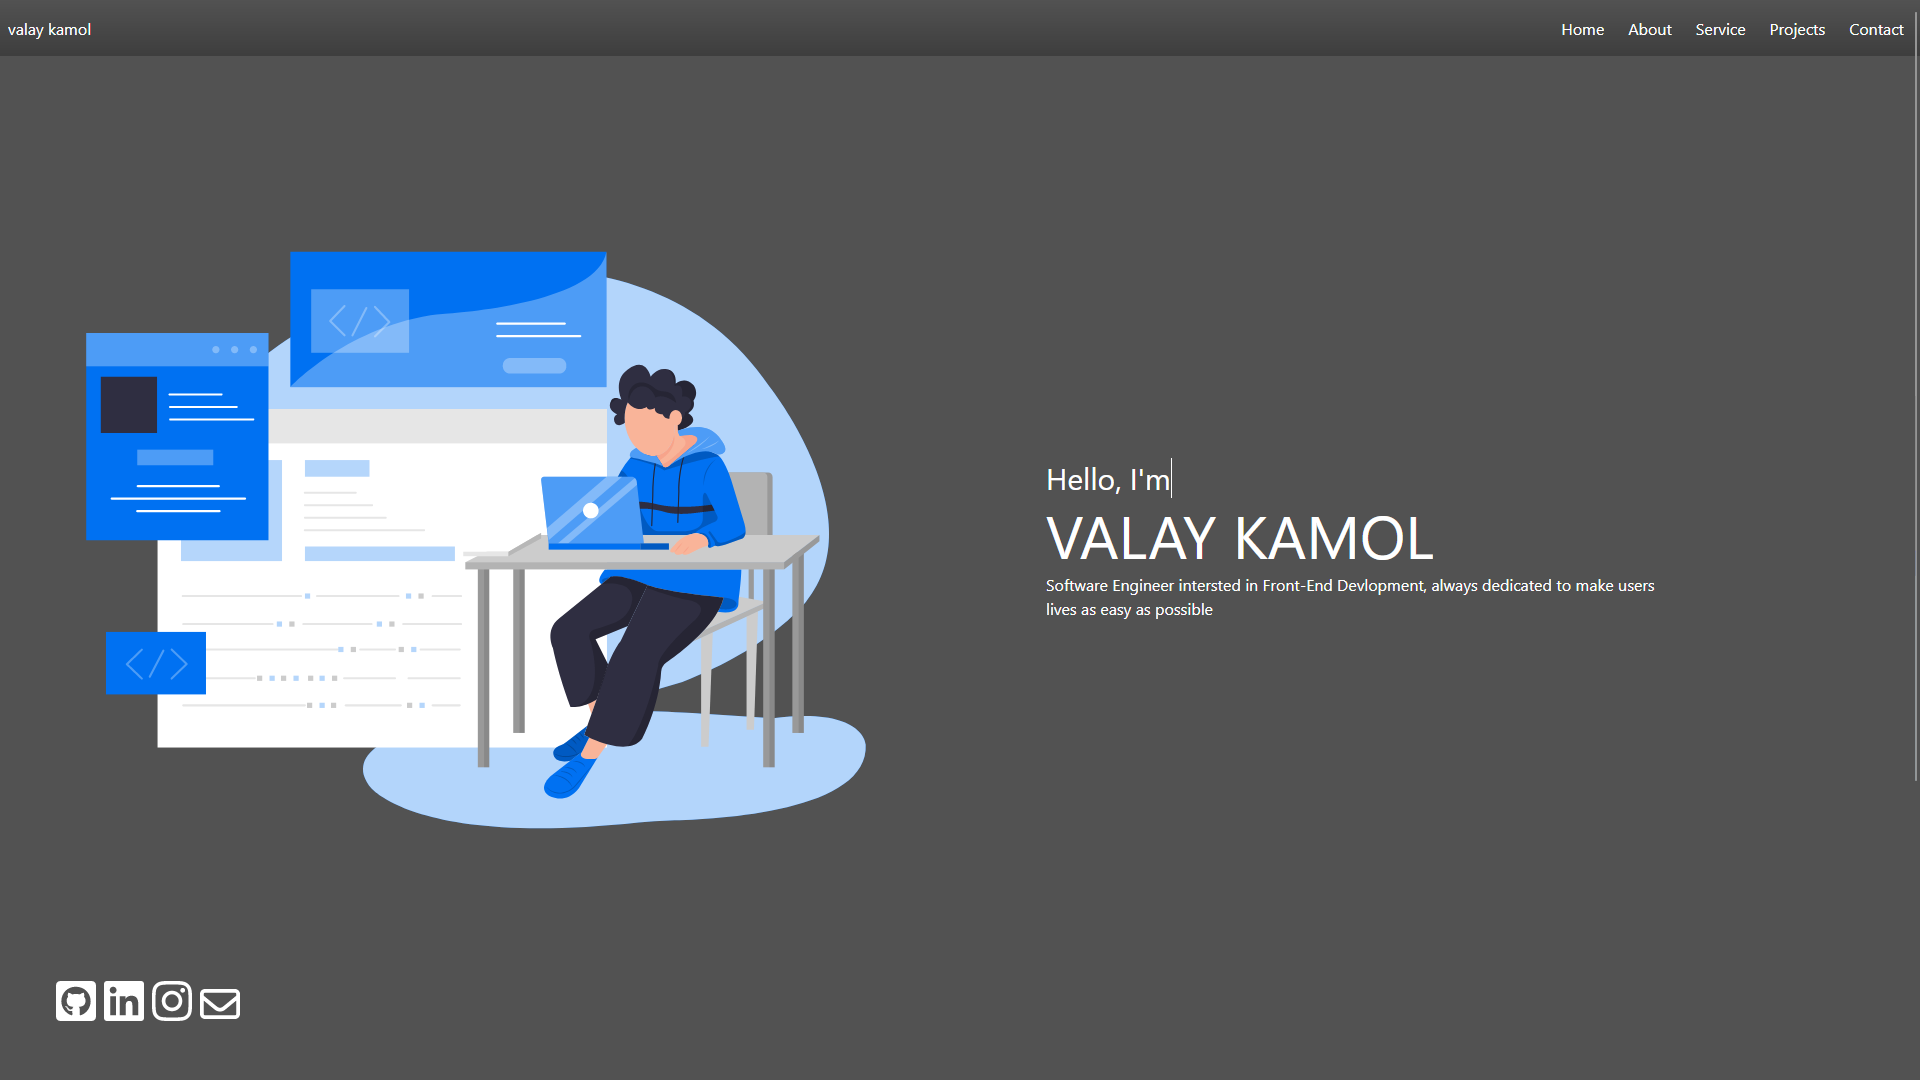 valay kamol
Home About Service Projects Contact
Hello, I'm
VALAY KAMOL
Software Engineer intersted in Front-End Devlopment, always dedicated to make users
lives as easy as possible